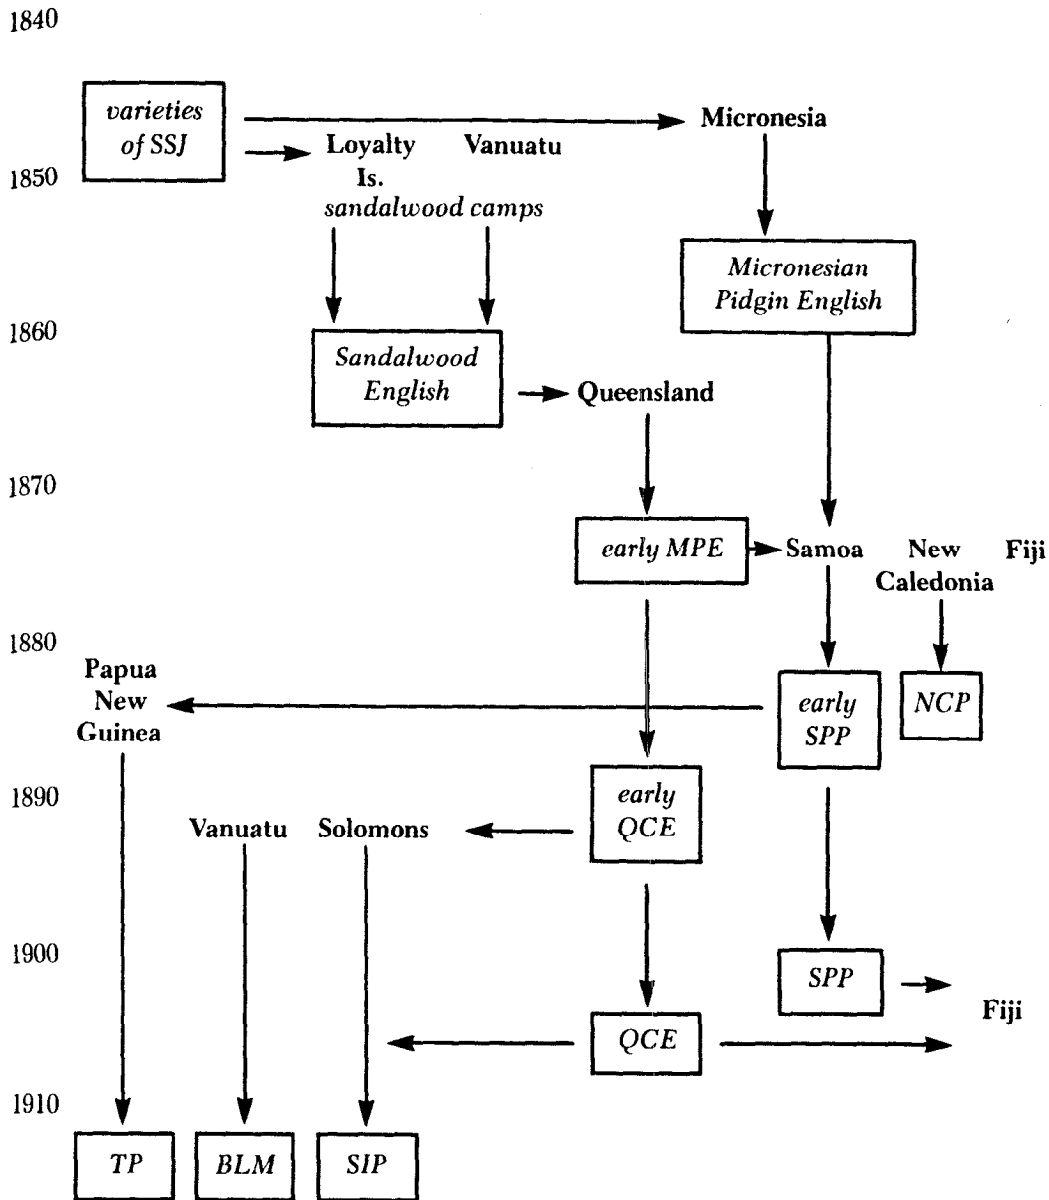 1840
varieties
of SSJ
Micronesia
Loyalty Vanuatu
Is.
1850
sandalwood camps
Micronesian
Pidgin English
1860
Sandalwood
English
Queensland
1870
early MPE
Samoa
New
Caledonia
Fiji
1880
Papua
New
Guinea
early
SPP
NCP
1890
early
QCE
Vanuatu Solomons
1900
SPP
Fiji
QCE
1910
TP
BLM
SIP